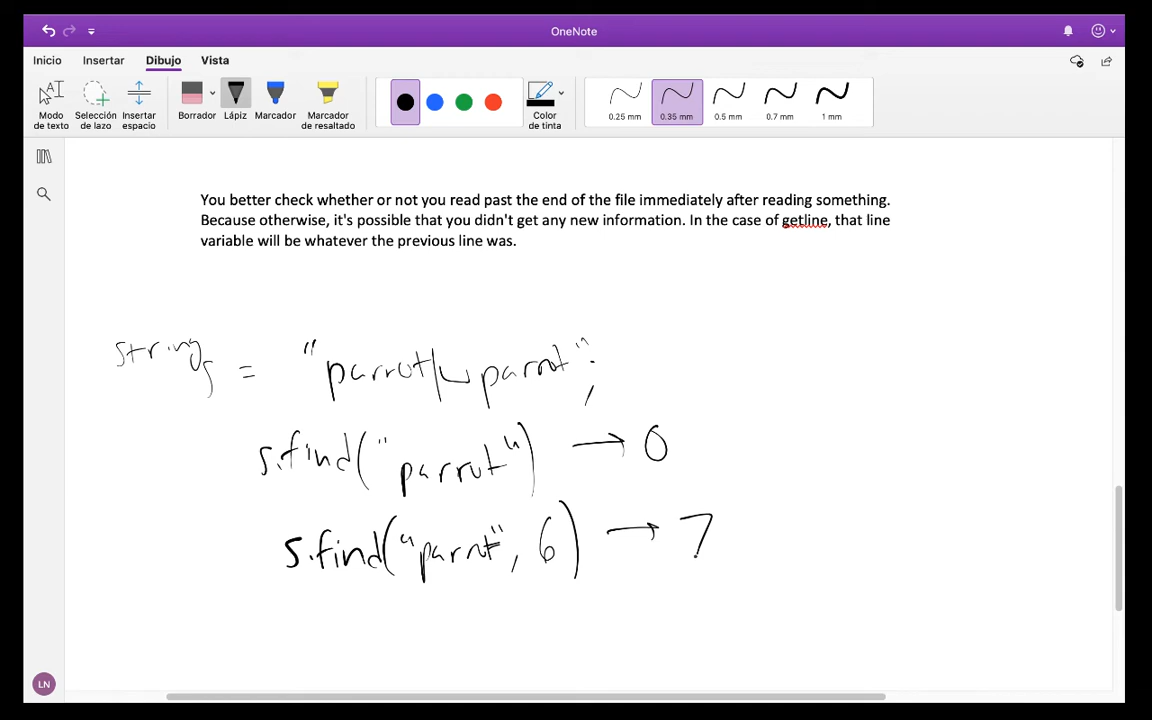 OneNote
Inicio Insertar Dibujo Vista
Modo de texto Selección de lazo Insertar espacio Borrador Lápiz Marcador Marcador de resaltado Color de tinta 0.25 mm 0.35 mm 0.5 mm 0.7 mm 1 mm
You better check whether or not you read past the end of the file immediately after reading something.
Because otherwise, it's possible that you didn't get any new information. In the case of getline, that line
variable will be whatever the previous line was.
string s = "parrot|␣parrot";
s.find("parrot") → 0
s.find("parrot", 6) → 7
LN